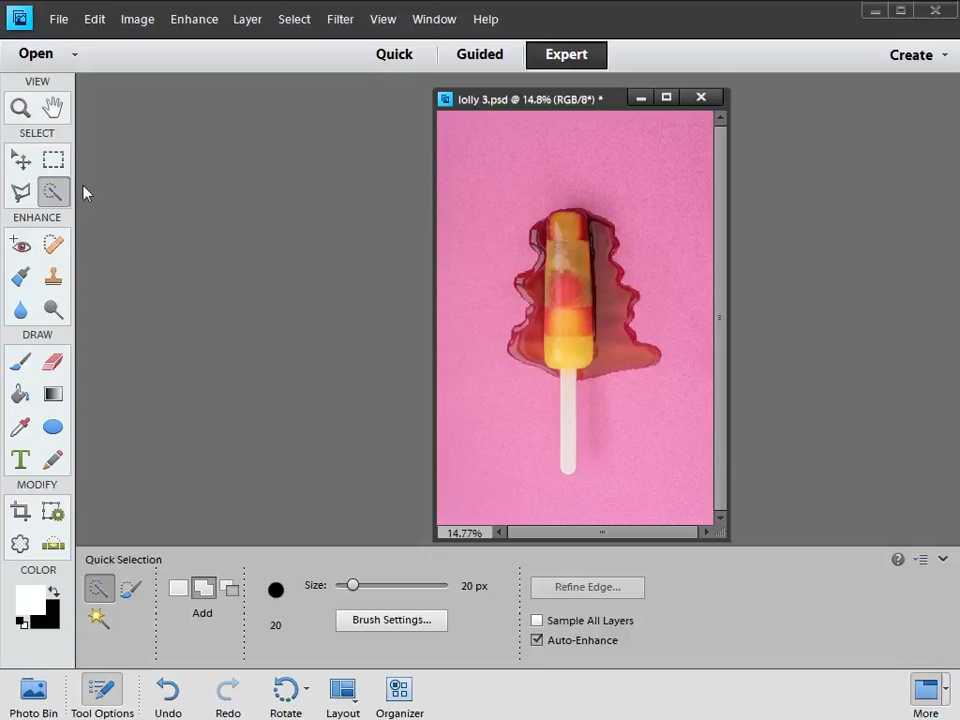 File Edit Image Enhance Layer Select Filter View Window Help
Open Quick Guided Expert Create
VIEW
lolly 3.psd @ 14.8% (RGB/8*) *
SELECT
ENHANCE
DRAW
T
MODIFY
14.77%
COLOR
Quick Selection
Size: 20 px
Refine Edge...
Add
20
Brush Settings...
Sample All Layers
Auto-Enhance
Photo Bin Tool Options Undo Redo Rotate Layout Organizer More